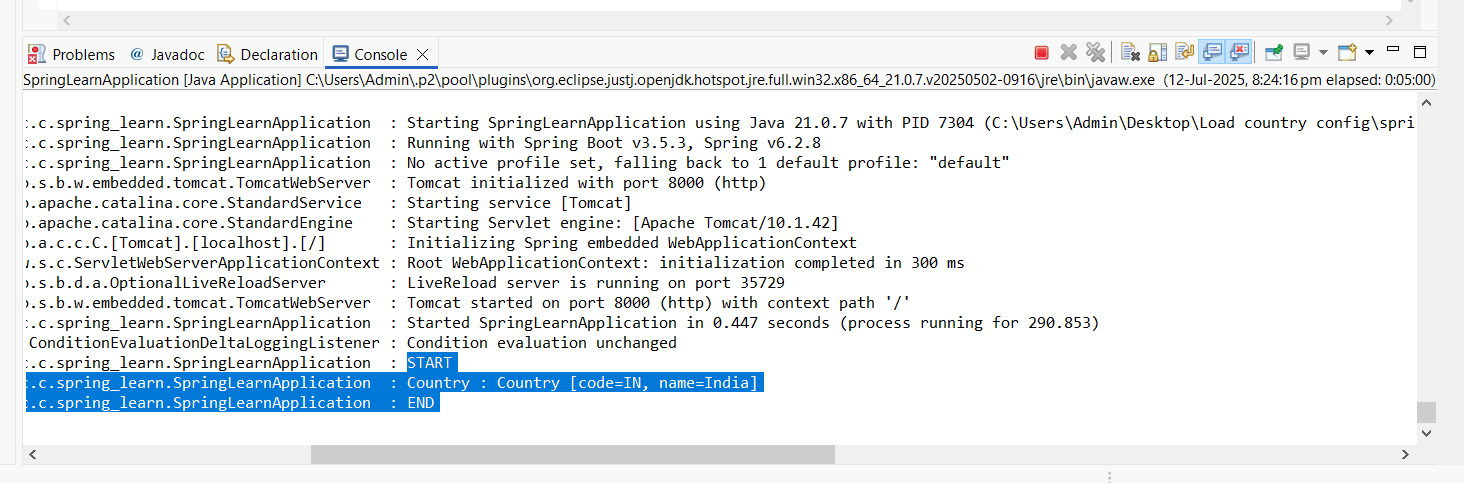 Problems @ Javadoc Declaration Console
SpringLearnApplication [Java Application] C:\Users\Admin\.p2\pool\plugins\org.eclipse.justj.openjdk.hotspot.jre.full.win32.x86_64_21.0.7.v20250502-0916\jre\bin\javaw.exe (12-Jul-2025, 8:24:16 pm elapsed: 0:05:00)
:.c.spring_learn.SpringLearnApplication : Starting SpringLearnApplication using Java 21.0.7 with PID 7304 (C:\Users\Admin\Desktop\Load country config\spri
:.c.spring_learn.SpringLearnApplication : Running with Spring Boot v3.5.3, Spring v6.2.8
:.c.spring_learn.SpringLearnApplication : No active profile set, falling back to 1 default profile: "default"
o.s.b.w.embedded.tomcat.TomcatWebServer : Tomcat initialized with port 8000 (http)
o.apache.catalina.core.StandardService : Starting service [Tomcat]
o.apache.catalina.core.StandardEngine : Starting Servlet engine: [Apache Tomcat/10.1.42]
o.a.c.c.C.[Tomcat].[localhost].[/] : Initializing Spring embedded WebApplicationContext
w.s.c.ServletWebServerApplicationContext : Root WebApplicationContext: initialization completed in 300 ms
o.s.b.d.a.OptionalLiveReloadServer : LiveReload server is running on port 35729
o.s.b.w.embedded.tomcat.TomcatWebServer : Tomcat started on port 8000 (http) with context path '/'
:.c.spring_learn.SpringLearnApplication : Started SpringLearnApplication in 0.447 seconds (process running for 290.853)
ConditionEvaluationDeltaLoggingListener : Condition evaluation unchanged
:.c.spring_learn.SpringLearnApplication : START
:.c.spring_learn.SpringLearnApplication : Country : Country [code=IN, name=India]
:.c.spring_learn.SpringLearnApplication : END